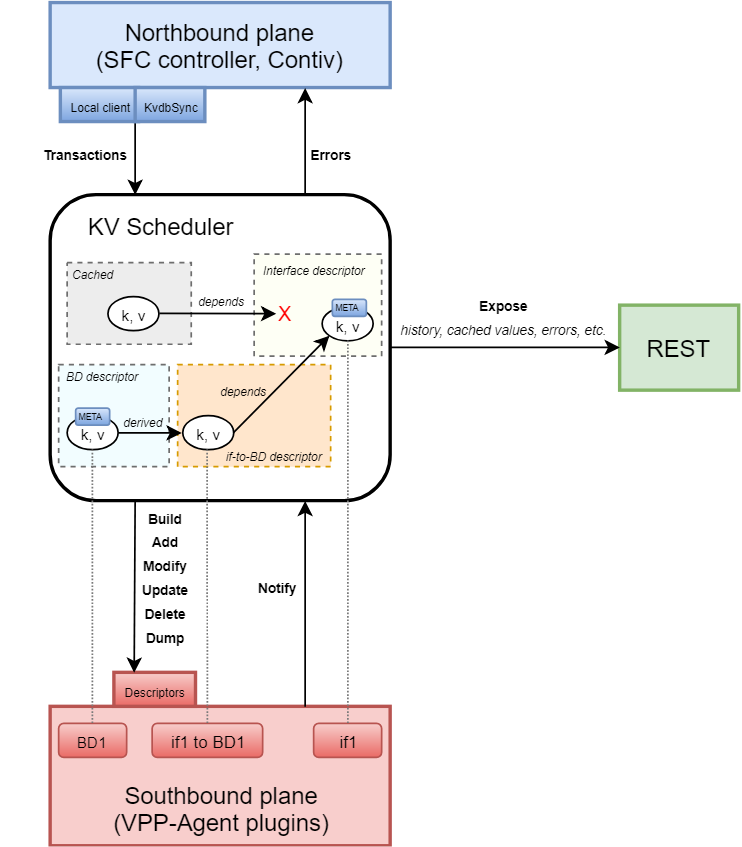 Northbound plane
(SFC controller, Contiv)
Local client
KvdbSync
Transactions
Errors
KV Scheduler
Cached
k, v
depends
X
Interface descriptor
META
k, v
Expose
history, cached values, errors, etc.
REST
BD descriptor
META
k, v
derived
k, v
depends
if-to-BD descriptor
Build
Add
Modify
Update
Delete
Dump
Notify
Descriptors
BD1
if1 to BD1
if1
Southbound plane
(VPP-Agent plugins)